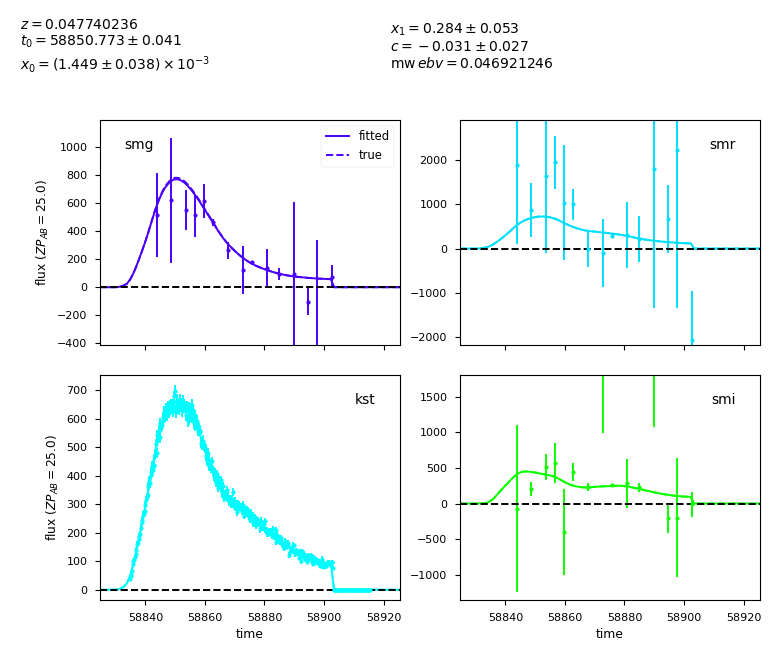 z = 0.047740236
t₀ = 58850.773 ± 0.041
x₀ = (1.449 ± 0.038) × 10⁻³
x₁ = 0.284 ± 0.053
c = −0.031 ± 0.027
mw ebv = 0.046921246
smg
fitted
true
1000
800
600
400
200
0
−200
−400
flux (ZP_AB = 25.0)
smr
2000
1000
0
−1000
−2000
kst
700
600
500
400
300
200
100
0
flux (ZP_AB = 25.0)
58840 58860 58880 58900 58920
time
smi
1500
1000
500
0
−500
−1000
58840 58860 58880 58900 58920
time